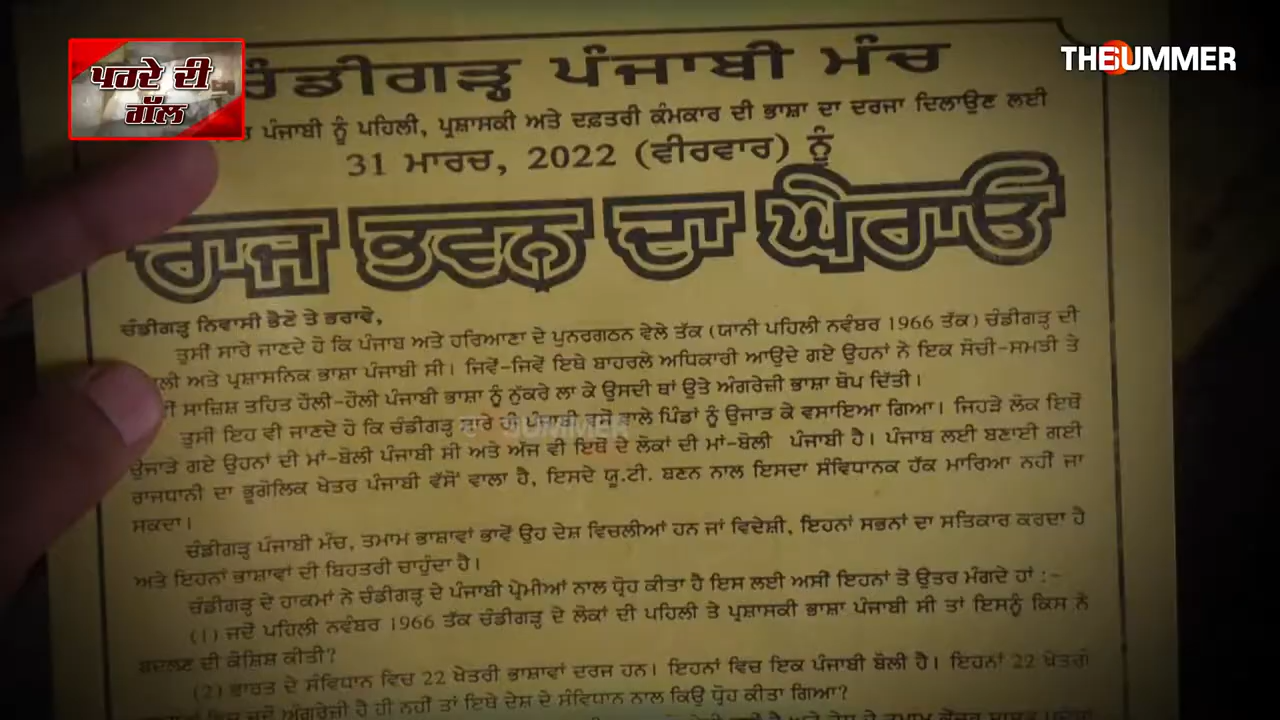 ਪਰਦੇ ਦੀ
ਗੱਲ
THE SUMMER
ਚੰਡੀਗੜ੍ਹ ਪੰਜਾਬੀ ਮੰਚ
ਪੰਜਾਬੀ ਨੂੰ ਪਹਿਲੀ, ਪ੍ਰਸ਼ਾਸਕੀ ਅਤੇ ਦਫ਼ਤਰੀ ਕੰਮਕਾਰ ਦੀ ਭਾਸ਼ਾ ਦਾ ਦਰਜਾ ਦਿਲਾਉਣ ਲਈ
31 ਮਾਰਚ, 2022 (ਵੀਰਵਾਰ) ਨੂੰ
ਰਾਜ ਭਵਨ ਦਾ ਘੇਰਾਓ
ਚੰਡੀਗੜ੍ਹ ਨਿਵਾਸੀ ਭੈਣੋ ਤੇ ਭਰਾਵੋ,
ਤੁਸੀਂ ਸਾਰੇ ਜਾਣਦੇ ਹੋ ਕਿ ਪੰਜਾਬ ਅਤੇ ਹਰਿਆਣਾ ਦੇ ਪੁਨਰਗਠਨ ਵੇਲੇ ਤੱਕ (ਯਾਨੀ ਪਹਿਲੀ ਨਵੰਬਰ 1966 ਤੱਕ) ਚੰਡੀਗੜ੍ਹ ਦੀ
ਅਤੇ ਪ੍ਰਸ਼ਾਸਨਿਕ ਭਾਸ਼ਾ ਪੰਜਾਬੀ ਸੀ। ਜਿਵੇਂ-ਜਿਵੇਂ ਇਥੇ ਬਾਹਰਲੇ ਅਧਿਕਾਰੀ ਆਉਂਦੇ ਗਏ ਉਹਨਾਂ ਨੇ ਇਕ ਸੋਚੀ-ਸਮਝੀ ਤੇ
ਸਾਜ਼ਿਸ਼ ਤਹਿਤ ਹੌਲੀ-ਹੌਲੀ ਪੰਜਾਬੀ ਭਾਸ਼ਾ ਨੂੰ ਨੁੱਕਰੇ ਲਾ ਕੇ ਉਸਦੀ ਥਾਂ ਉਤੇ ਅੰਗਰੇਜ਼ੀ ਭਾਸ਼ਾ ਥੋਪ ਦਿੱਤੀ।
ਤੁਸੀਂ ਇਹ ਵੀ ਜਾਣਦੇ ਹੋ ਕਿ ਚੰਡੀਗੜ੍ਹ ਸਾਰੇ ਹੀ ਪੰਜਾਬੀ ਵਾਲੇ ਪਿੰਡਾਂ ਨੂੰ ਉਜਾੜ ਕੇ ਵਸਾਇਆ ਗਿਆ। ਜਿਹੜੇ ਲੋਕ ਇਥੋਂ
ਉਜਾੜੇ ਗਏ ਉਹਨਾਂ ਦੀ ਮਾਂ-ਬੋਲੀ ਪੰਜਾਬੀ ਸੀ ਅਤੇ ਅੱਜ ਵੀ ਇਥੋਂ ਦੇ ਲੋਕਾਂ ਦੀ ਮਾਂ-ਬੋਲੀ ਪੰਜਾਬੀ ਹੈ। ਪੰਜਾਬ ਲਈ ਬਣਾਈ ਗਈ
ਰਾਜਧਾਨੀ ਦਾ ਭੂਗੋਲਿਕ ਖੇਤਰ ਪੰਜਾਬੀ ਵੱਸੋਂ ਵਾਲਾ ਹੈ, ਇਸਦੇ ਯੂ.ਟੀ. ਬਣਨ ਨਾਲ ਇਸਦਾ ਸੰਵਿਧਾਨਕ ਹੱਕ ਮਾਰਿਆ ਨਹੀਂ ਜਾ
ਸਕਦਾ।
ਚੰਡੀਗੜ੍ਹ ਪੰਜਾਬੀ ਮੰਚ, ਤਮਾਮ ਭਾਸ਼ਾਵਾਂ ਭਾਵੇਂ ਉਹ ਦੇਸ਼ ਵਿਚਲੀਆਂ ਹਨ ਜਾਂ ਵਿਦੇਸ਼ੀ, ਇਹਨਾਂ ਸਭਨਾਂ ਦਾ ਸਤਿਕਾਰ ਕਰਦਾ ਹੈ
ਅਤੇ ਇਹਨਾਂ ਭਾਸ਼ਾਵਾਂ ਦੀ ਬਿਹਤਰੀ ਚਾਹੁੰਦਾ ਹੈ।
ਚੰਡੀਗੜ੍ਹ ਦੇ ਹਾਕਮਾਂ ਨੇ ਚੰਡੀਗੜ੍ਹ ਦੇ ਪੰਜਾਬੀ ਪ੍ਰੇਮੀਆਂ ਨਾਲ ਧ੍ਰੋਹ ਕੀਤਾ ਹੈ ਇਸ ਲਈ ਅਸੀਂ ਇਹਨਾਂ ਤੋਂ ਉਤਰ ਮੰਗਦੇ ਹਾਂ :-
(1) ਜਦੋਂ ਪਹਿਲੀ ਨਵੰਬਰ 1966 ਤੱਕ ਚੰਡੀਗੜ੍ਹ ਦੇ ਲੋਕਾਂ ਦੀ ਪਹਿਲੀ ਤੇ ਪ੍ਰਸ਼ਾਸਕੀ ਭਾਸ਼ਾ ਪੰਜਾਬੀ ਸੀ ਤਾਂ ਇਸਨੂੰ ਕਿਸ ਨੇ
ਬਦਲਣ ਦੀ ਕੋਸ਼ਿਸ਼ ਕੀਤੀ?
(2) ਭਾਰਤ ਦੇ ਸੰਵਿਧਾਨ ਵਿਚ 22 ਖੇਤਰੀ ਭਾਸ਼ਾਵਾਂ ਦਰਜ ਹਨ। ਇਹਨਾਂ ਵਿਚ ਇਕ ਪੰਜਾਬੀ ਬੋਲੀ ਹੈ। ਇਹਨਾਂ 22 ਖੇਤਰੀ
ਜਦੋਂ ਅੰਗਰੇਜ਼ੀ ਹੈ ਹੀ ਨਹੀਂ ਤਾਂ ਇਥੇ ਦੇਸ਼ ਦੇ ਸੰਵਿਧਾਨ ਨਾਲ ਕਿਉਂ ਧ੍ਰੋਹ ਕੀਤਾ ਗਿਆ?